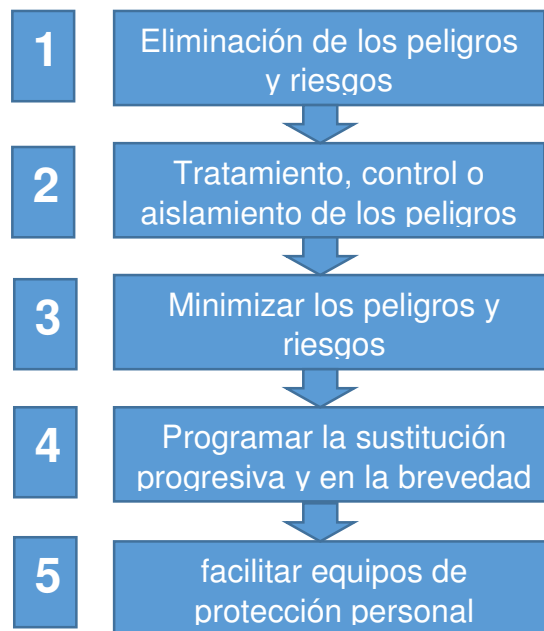 1
Eliminación de los peligros
y riesgos
2
Tratamiento, control o
aislamiento de los peligros
3
Minimizar los peligros y
riesgos
4
Programar la sustitución
progresiva y en la brevedad
5
facilitar equipos de
protección personal